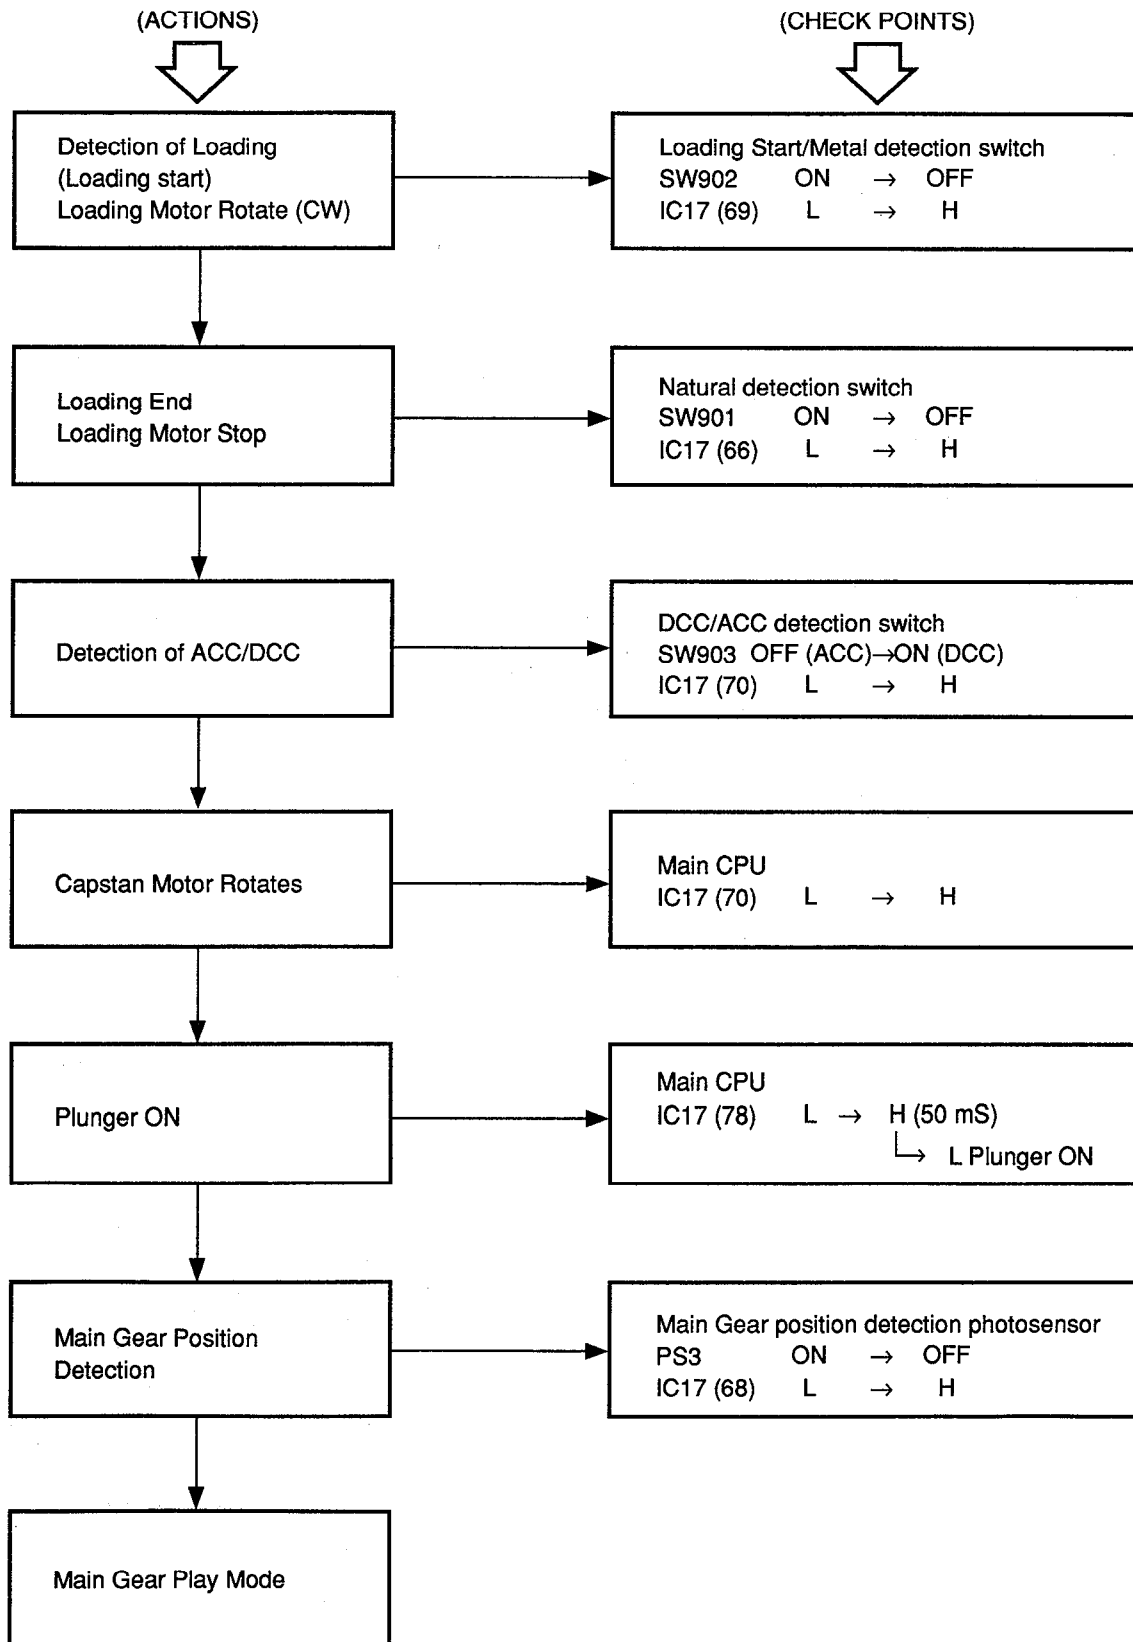 (ACTIONS)
(CHECK POINTS)
Detection of Loading
(Loading start)
Loading Motor Rotate (CW)
Loading Start/Metal detection switch
SW902 ON → OFF
IC17 (69) L → H
Loading End
Loading Motor Stop
Natural detection switch
SW901 ON → OFF
IC17 (66) L → H
Detection of ACC/DCC
DCC/ACC detection switch
SW903 OFF (ACC)→ON (DCC)
IC17 (70) L → H
Capstan Motor Rotates
Main CPU
IC17 (70) L → H
Plunger ON
Main CPU
IC17 (78) L → H (50 mS)
L Plunger ON
Main Gear Position
Detection
Main Gear position detection photosensor
PS3 ON → OFF
IC17 (68) L → H
Main Gear Play Mode